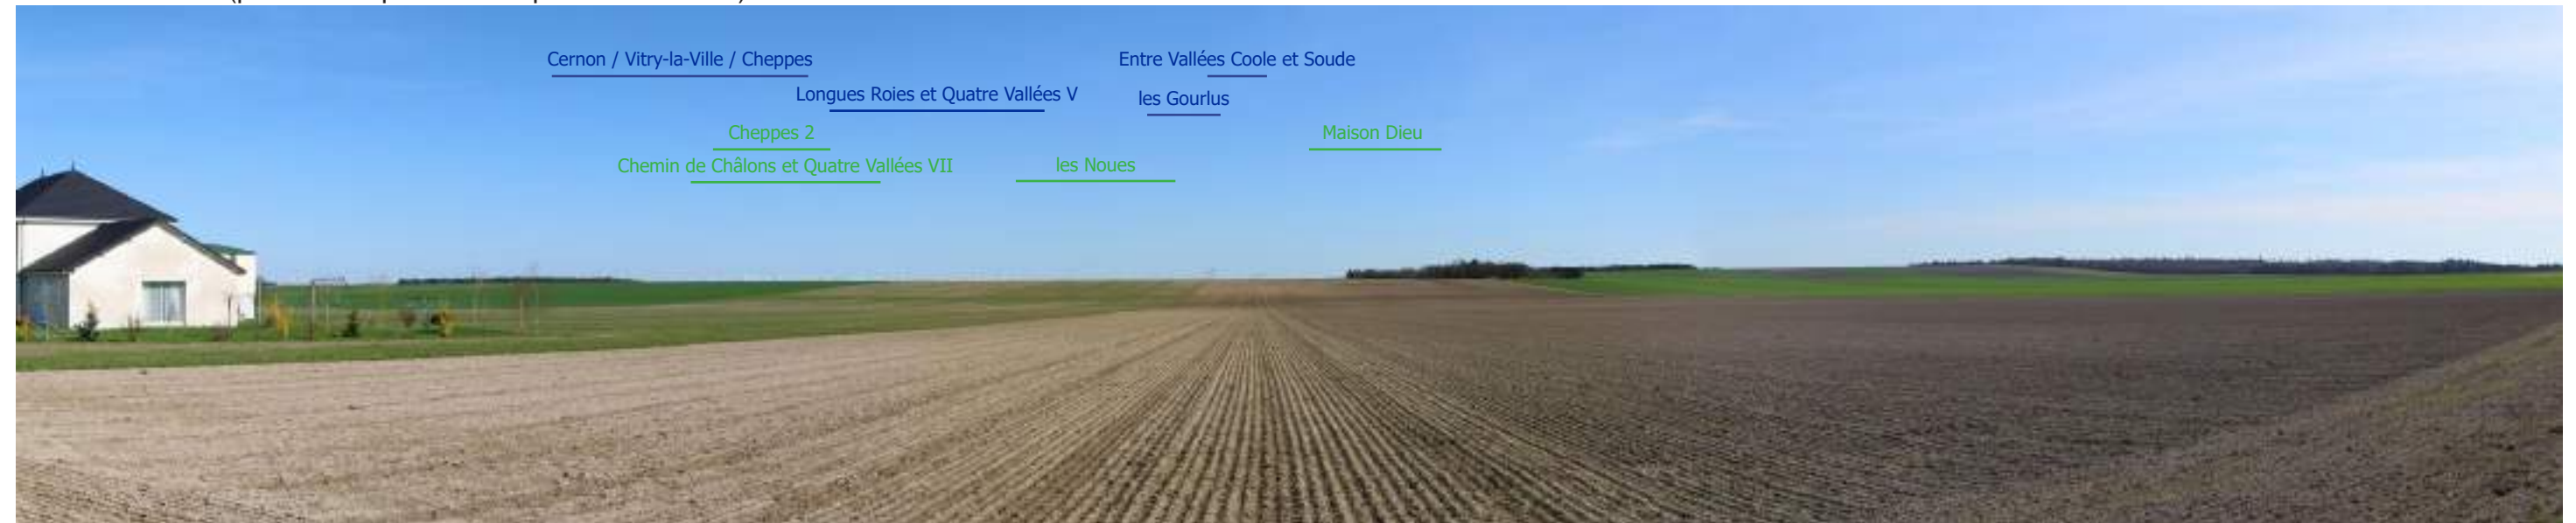 Cernon / Vitry-la-Ville / Cheppes
Entre Vallées Coole et Soude
Longues Roies et Quatre Vallées V
les Gourlus
Cheppes 2
Maison Dieu
Chemin de Châlons et Quatre Vallées VII
les Noues